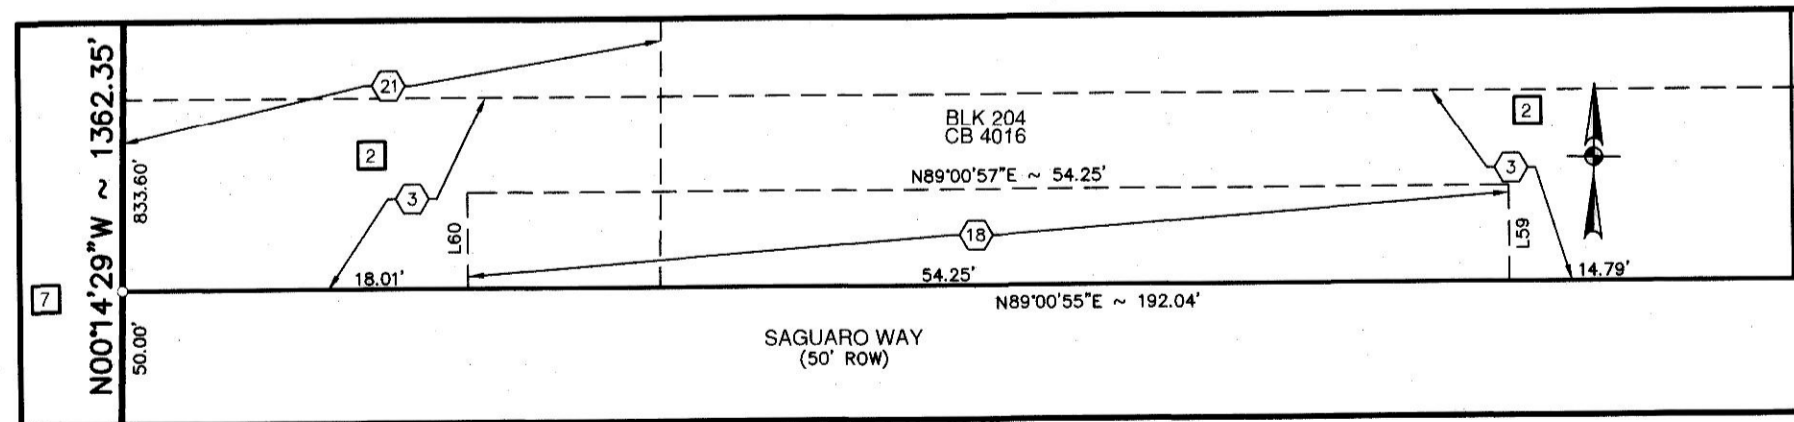 N00°14'29"W ~ 1362.35'
833.60'
50.00'
7
21
2
3
BLK 204
CB 4016
2
3
N89°00'57"E ~ 54.25'
L60
18
L59
18.01'
54.25'
14.79'
N89°00'55"E ~ 192.04'
SAGUARO WAY
(50' ROW)